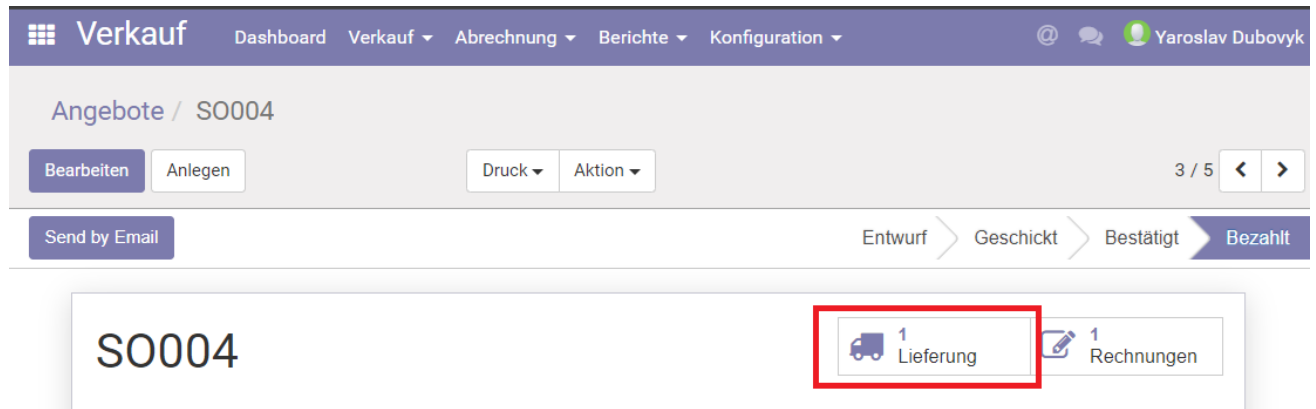 Verkauf Dashboard Verkauf Abrechnung Berichte Konfiguration @ Yaroslav Dubovyk
Angebote / SO004
Bearbeiten Anlegen Druck Aktion 3 / 5
Send by Email Entwurf Geschickt Bestätigt Bezahlt
SO004
1 Lieferung
1 Rechnungen